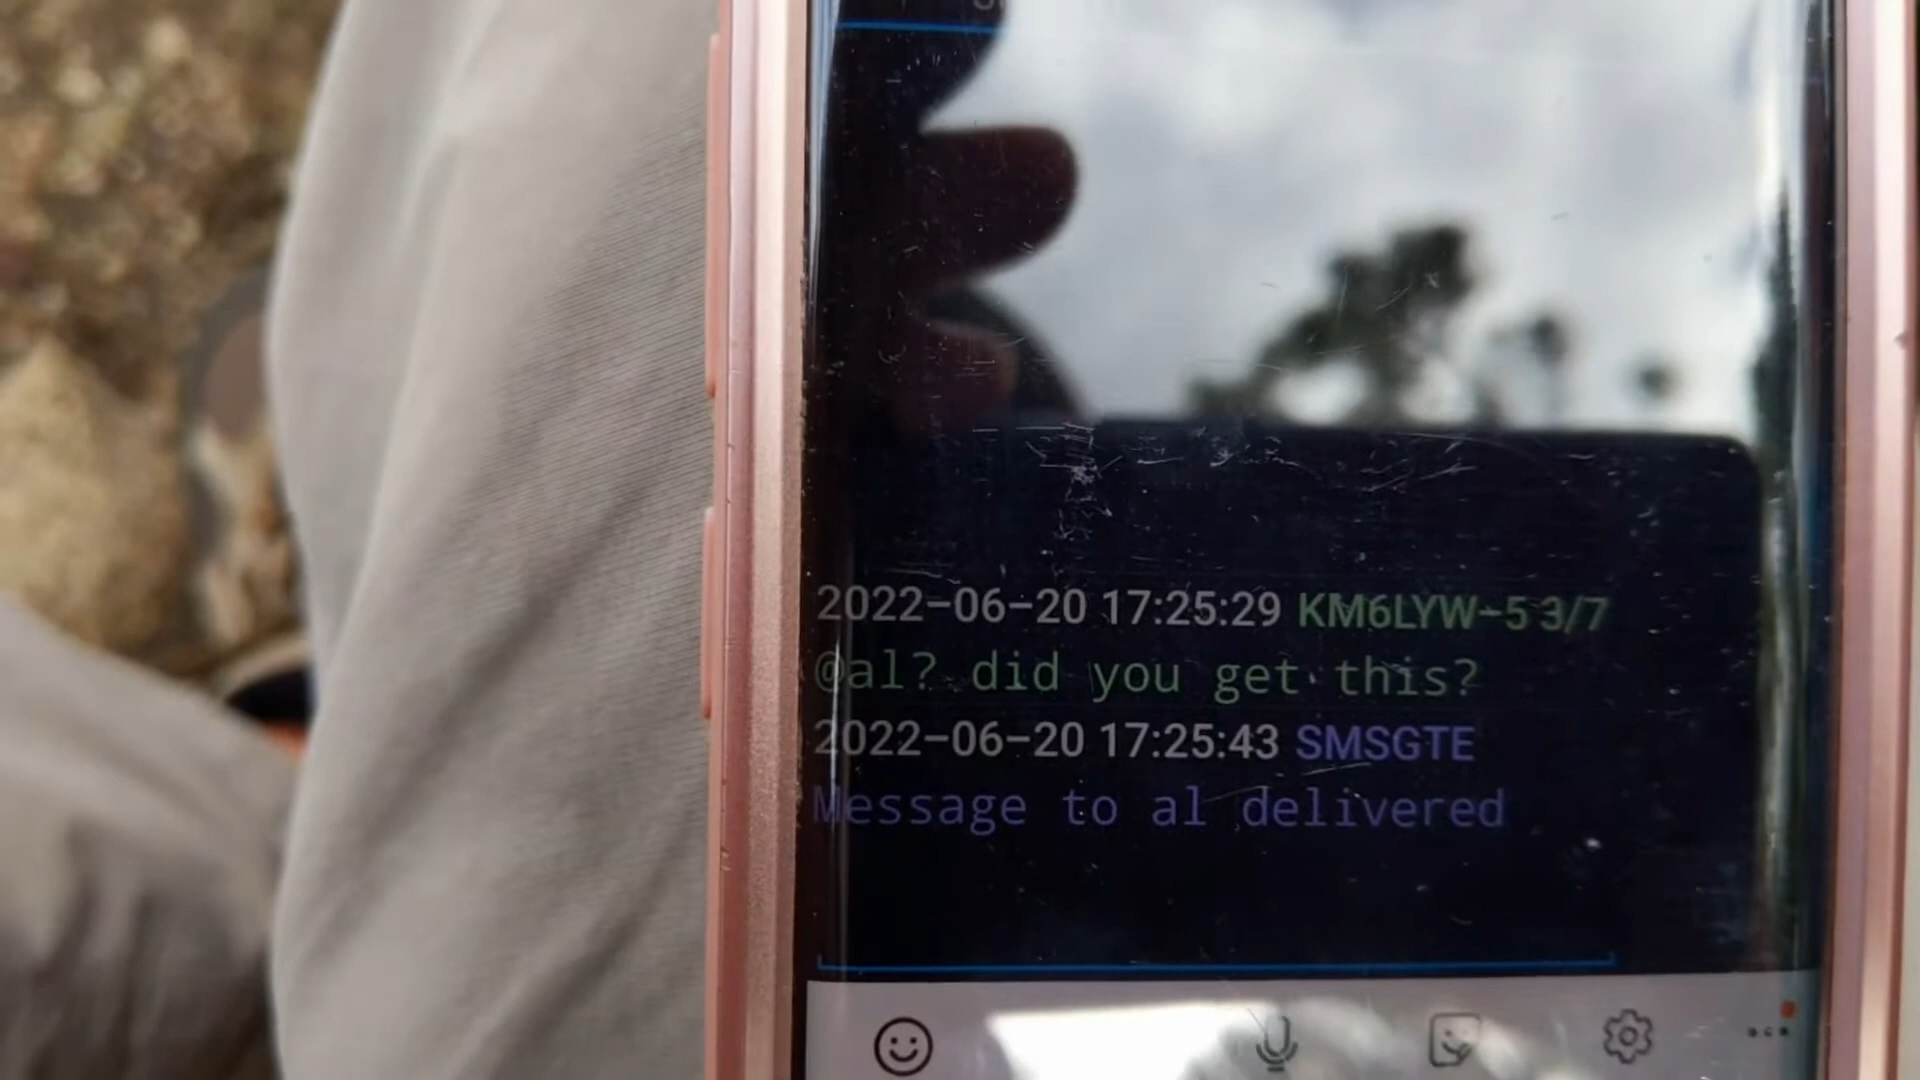 2022-06-20 17:25:29 KM6LYW-5 3/7
@al? did you get this?
2022-06-20 17:25:43 SMSGTE
Message to al delivered